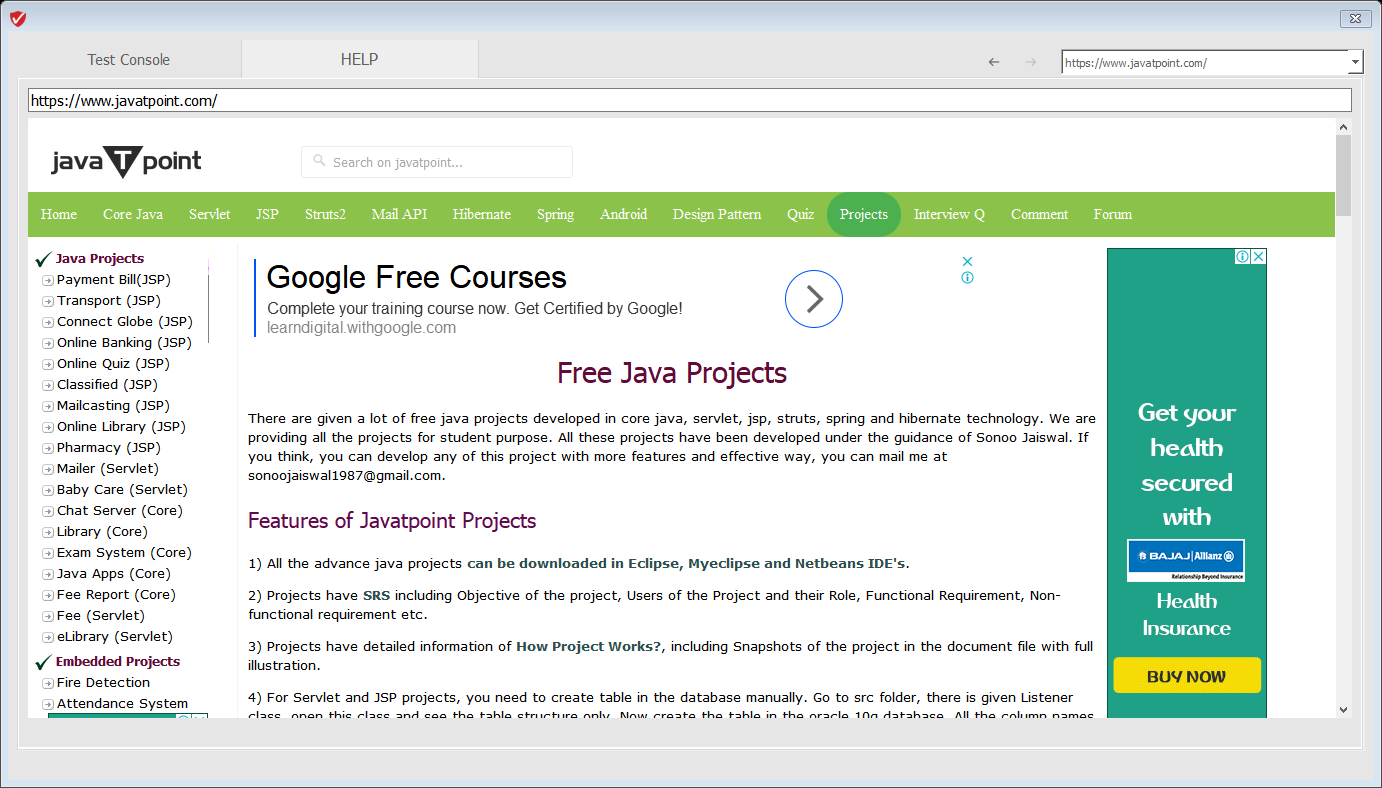 Test Console
HELP
https://www.javatpoint.com/
https://www.javatpoint.com/
javaTpoint
Search on javatpoint...
Home Core Java Servlet JSP Struts2 Mail API Hibernate Spring Android Design Pattern Quiz Projects Interview Q Comment Forum
Java Projects
Payment Bill(JSP)
Transport (JSP)
Connect Globe (JSP)
Online Banking (JSP)
Online Quiz (JSP)
Classified (JSP)
Mailcasting (JSP)
Online Library (JSP)
Pharmacy (JSP)
Mailer (Servlet)
Baby Care (Servlet)
Chat Server (Core)
Library (Core)
Exam System (Core)
Java Apps (Core)
Fee Report (Core)
Fee (Servlet)
eLibrary (Servlet)
Embedded Projects
Fire Detection
Attendance System
Google Free Courses
Complete your training course now. Get Certified by Google!
learndigital.withgoogle.com
Free Java Projects
There are given a lot of free java projects developed in core java, servlet, jsp, struts, spring and hibernate technology. We are
providing all the projects for student purpose. All these projects have been developed under the guidance of Sonoo Jaiswal. If
you think, you can develop any of this project with more features and effective way, you can mail me at
sonoojaiswal1987@gmail.com.
Features of Javatpoint Projects
1) All the advance java projects can be downloaded in Eclipse, Myeclipse and Netbeans IDE's.
2) Projects have SRS including Objective of the project, Users of the Project and their Role, Functional Requirement, Non-
functional requirement etc.
3) Projects have detailed information of How Project Works?, including Snapshots of the project in the document file with full
illustration.
4) For Servlet and JSP projects, you need to create table in the database manually. Go to src folder, there is given Listener
class, open this class and see the table structure only. Now create the table in the oracle 10g database. All the column names
Get your
health
secured
with
BAJAJ Allianz
Relationship Beyond Insurance
Health
Insurance
BUY NOW